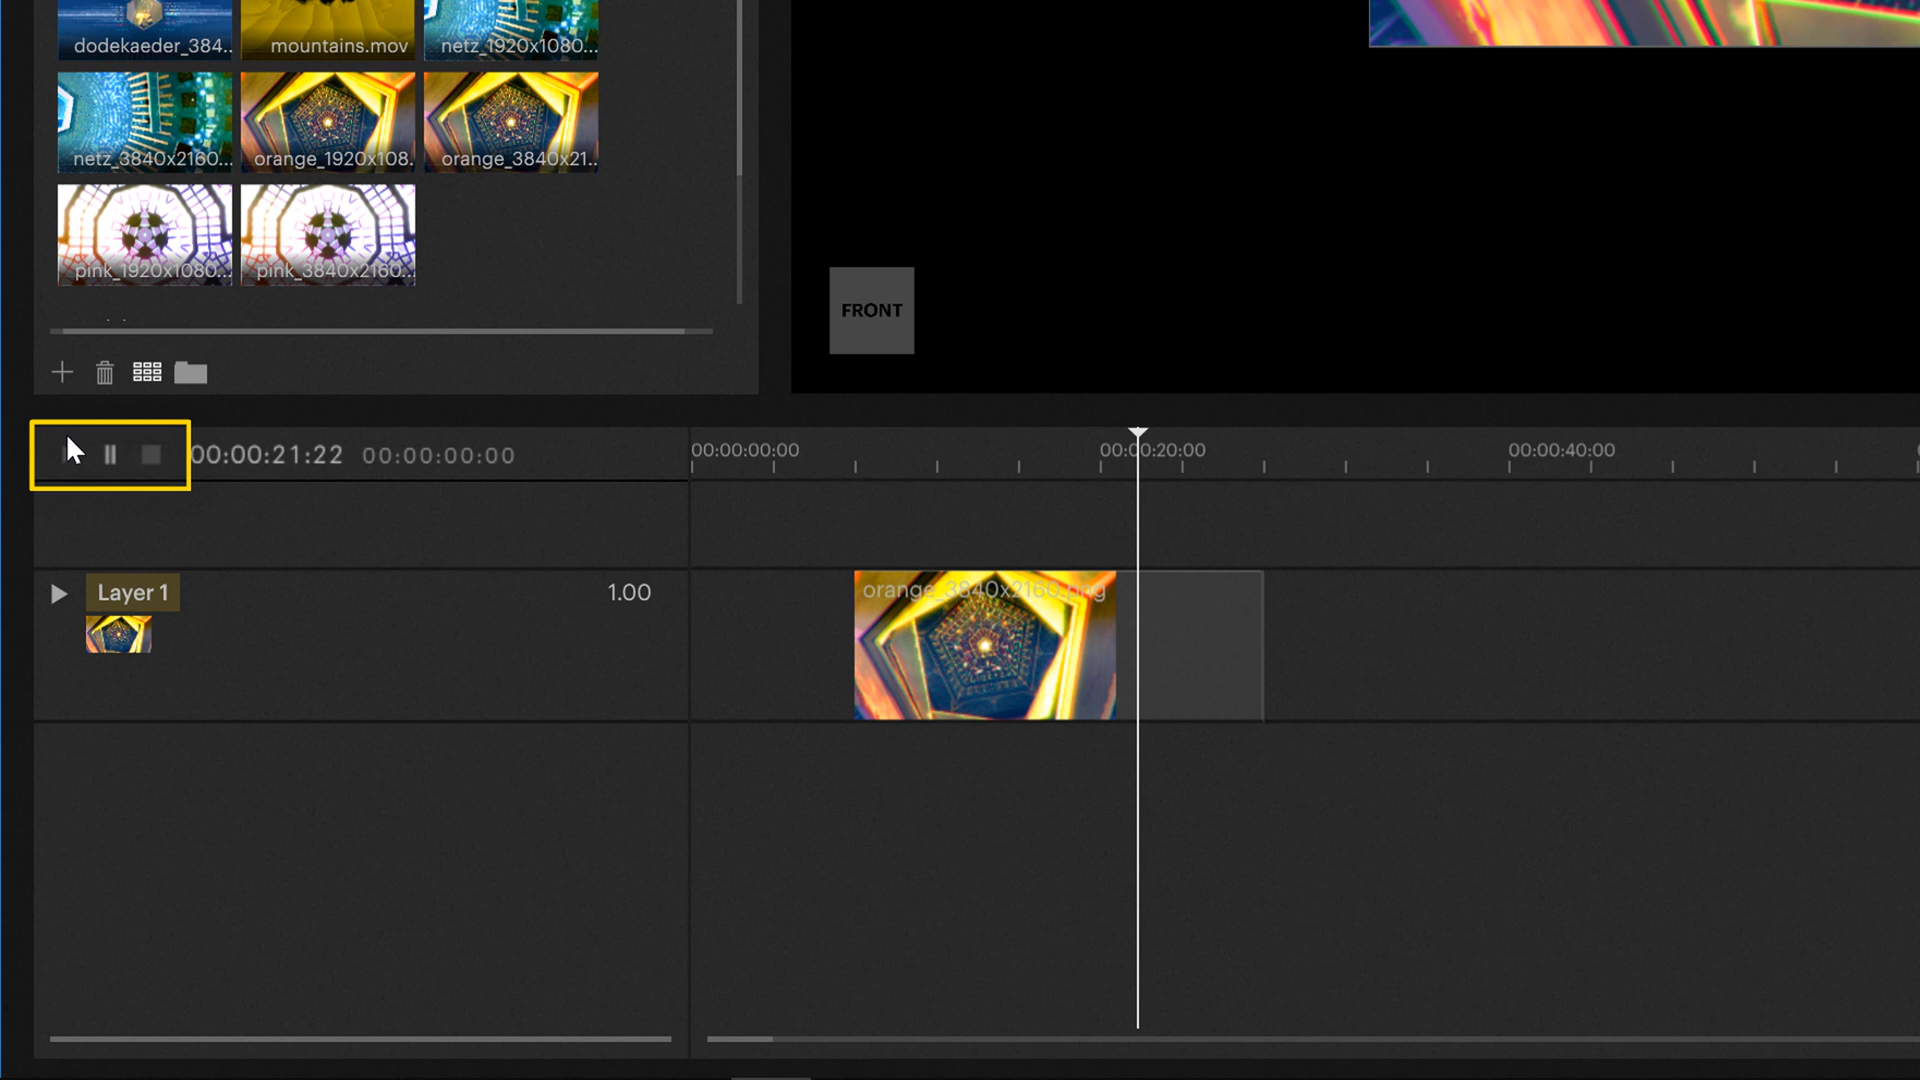 dodekaeder_384..
mountains.mov
netz_1920x1080...
netz_3840x2160...
orange_1920x108.
orange_3840x21..
pink_1920x1080...
pink_3840x2160...
FRONT
00:00:21:22 00:00:00:00
00:00:00:00
00:00:20:00
00:00:40:00
Layer 1
1.00
orange_3840x2160.png